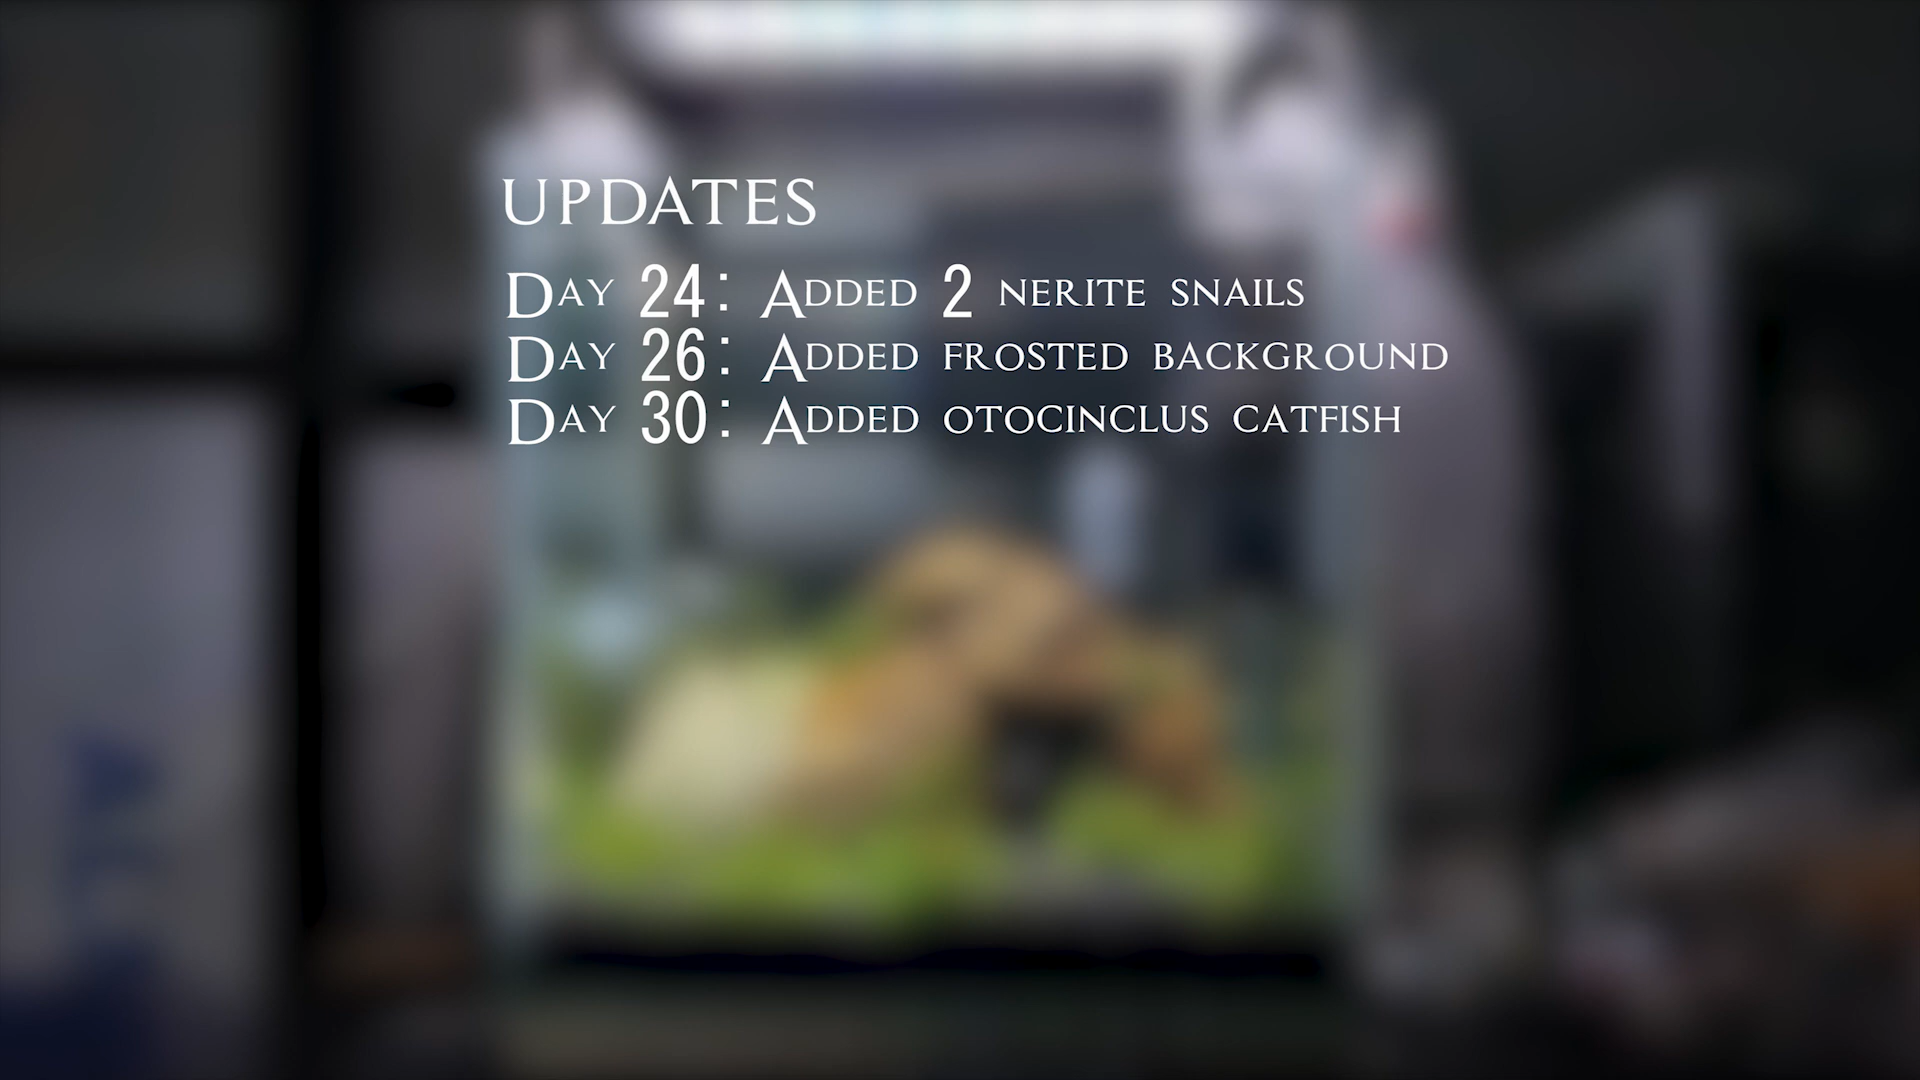 UPDATES
Day 24: Added 2 nerite snails
Day 26: Added frosted background
Day 30: Added otocinclus catfish